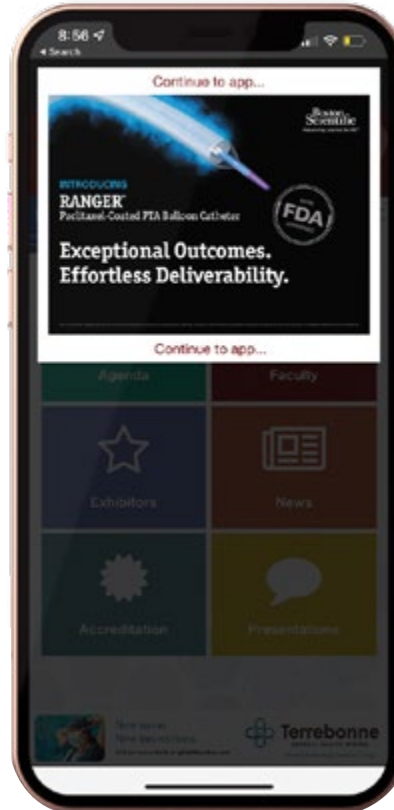 8:56
Search
Continue to app...
Boston
Scientific
INTRODUCING
RANGER™
Paclitaxel-Coated PTA Balloon Catheter
FDA
Exceptional Outcomes.
Effortless Deliverability.
Continue to app...
Agenda
Faculty
Exhibitors
News
Accreditation
Presentations
Terrebonne